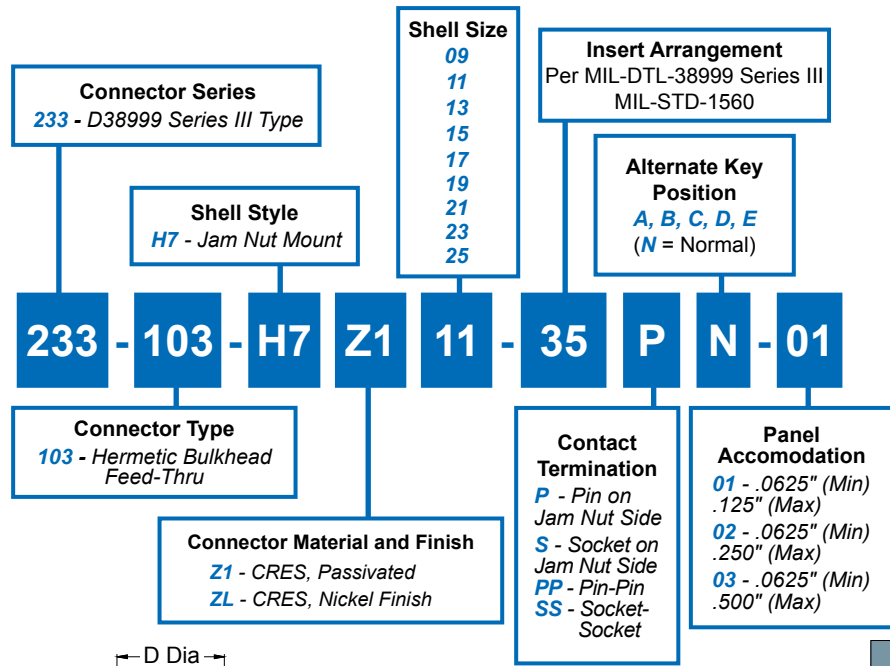 Shell Size
09
11
13
15
17
19
21
23
25
Insert Arrangement
Per MIL-DTL-38999 Series III
MIL-STD-1560
Connector Series
233 - D38999 Series III Type
Shell Style
H7 - Jam Nut Mount
Alternate Key
Position
A, B, C, D, E
(N = Normal)
233 - 103 - H7 Z1 11 - 35 P N - 01
Connector Type
103 - Hermetic Bulkhead
Feed-Thru
Connector Material and Finish
Z1 - CRES, Passivated
ZL - CRES, Nickel Finish
Contact
Termination
P - Pin on
Jam Nut Side
S - Socket on
Jam Nut Side
PP - Pin-Pin
SS - Socket-
Socket
Panel
Accomodation
01 - .0625" (Min)
.125" (Max)
02 - .0625" (Min)
.250" (Max)
03 - .0625" (Min)
.500" (Max)
D Dia